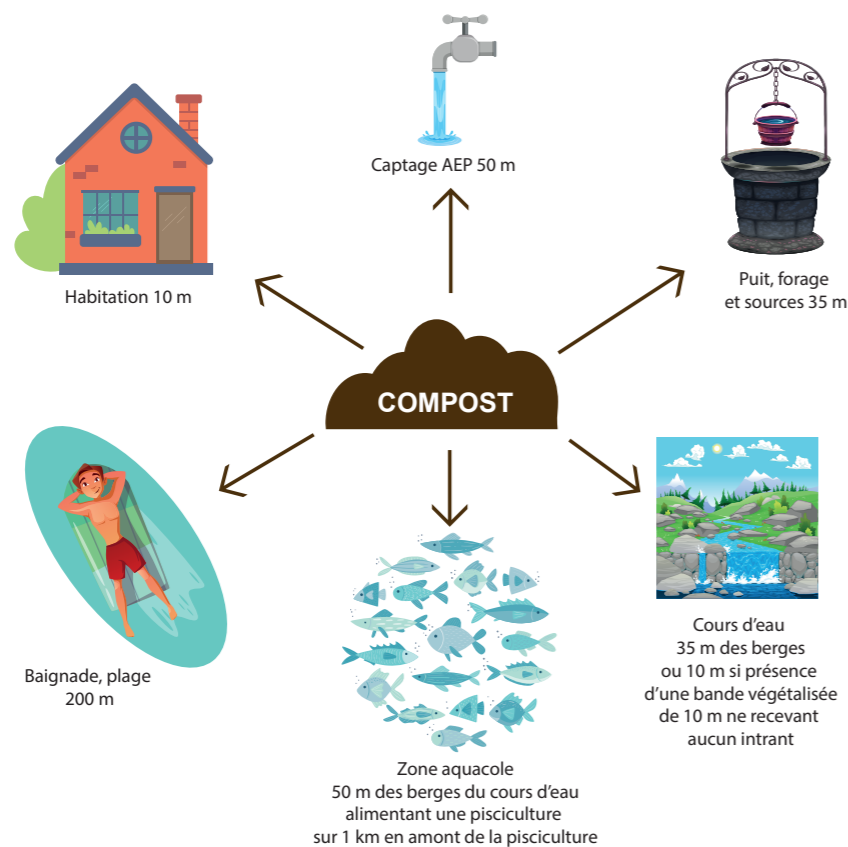 Captage AEP 50 m
Habitation 10 m
Puit, forage
et sources 35 m
COMPOST
Baignade, plage
200 m
Zone aquacole
50 m des berges du cours d’eau
alimentant une pisciculture
sur 1 km en amont de la pisciculture
Cours d’eau
35 m des berges
ou 10 m si présence
d’une bande végétalisée
de 10 m ne recevant
aucun intrant